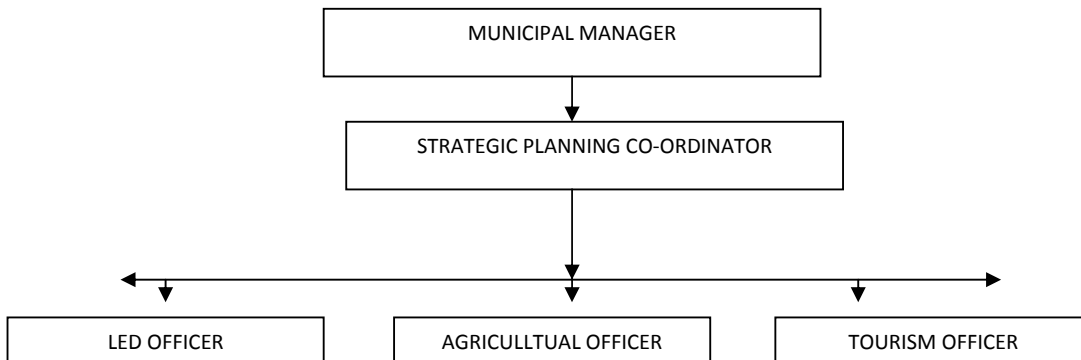 MUNICIPAL MANAGER
STRATEGIC PLANNING CO-ORDINATOR
LED OFFICER
AGRICULLTUAL OFFICER
TOURISM OFFICER